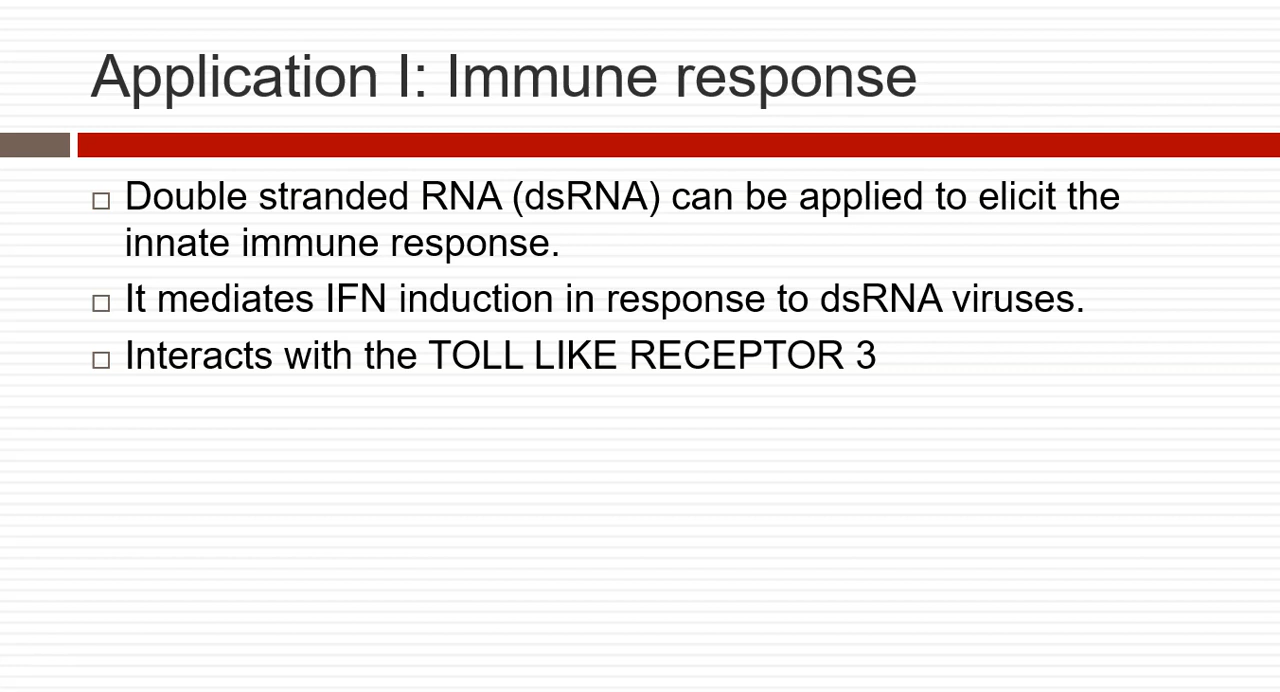 Application I: Immune response
Double stranded RNA (dsRNA) can be applied to elicit the
innate immune response.
It mediates IFN induction in response to dsRNA viruses.
Interacts with the TOLL LIKE RECEPTOR 3